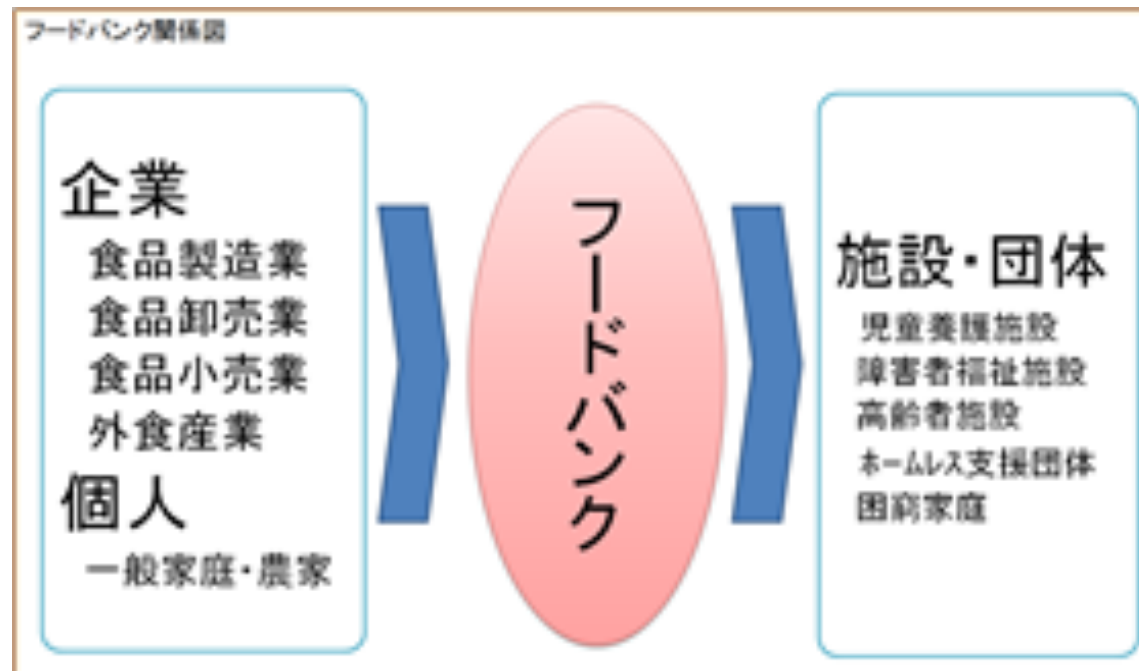 フードバンク関係図
企業
食品製造業
食品卸売業
食品小売業
外食産業
個人
一般家庭・農家
フードバンク
施設・団体
児童養護施設
障害者福祉施設
高齢者施設
ホームレス支援団体
困窮家庭